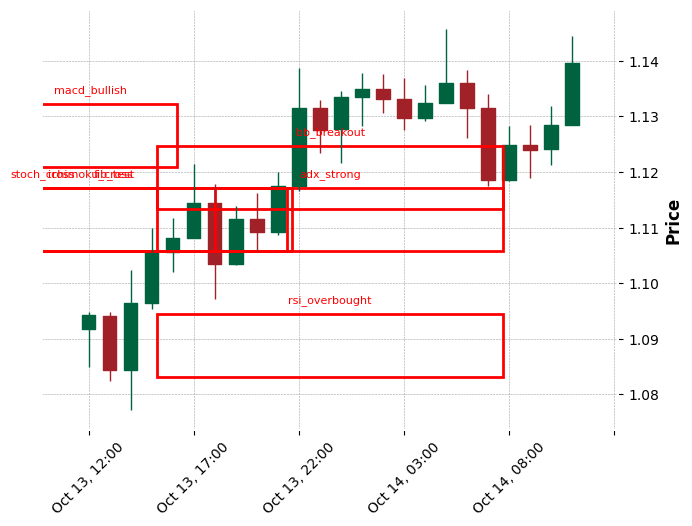 1.14
macd_bullish
1.13
bb_breakout
1.12
stoch_cross
ichimoku_cross
fib_test
adx_strong
1.11
Price
1.10
rsi_overbought
1.09
1.08
Oct 13, 12:00
Oct 13, 17:00
Oct 13, 22:00
Oct 14, 03:00
Oct 14, 08:00